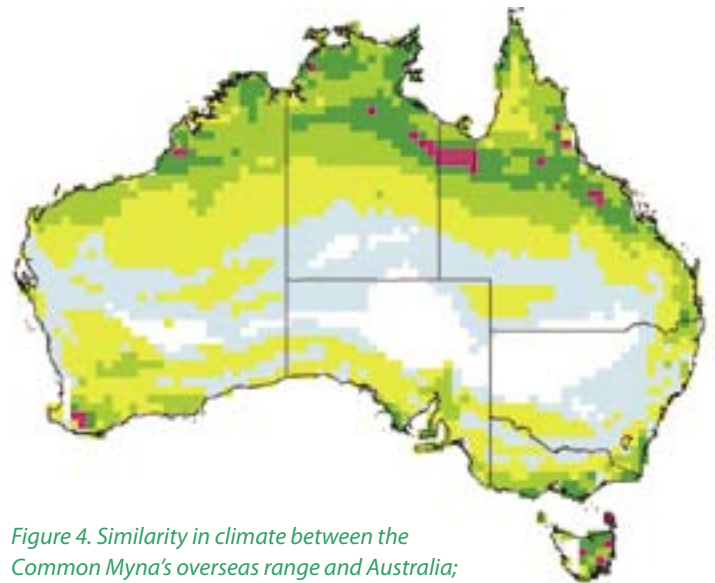 Figure 4. Similarity in climate between the
Common Myna's overseas range and Australia;